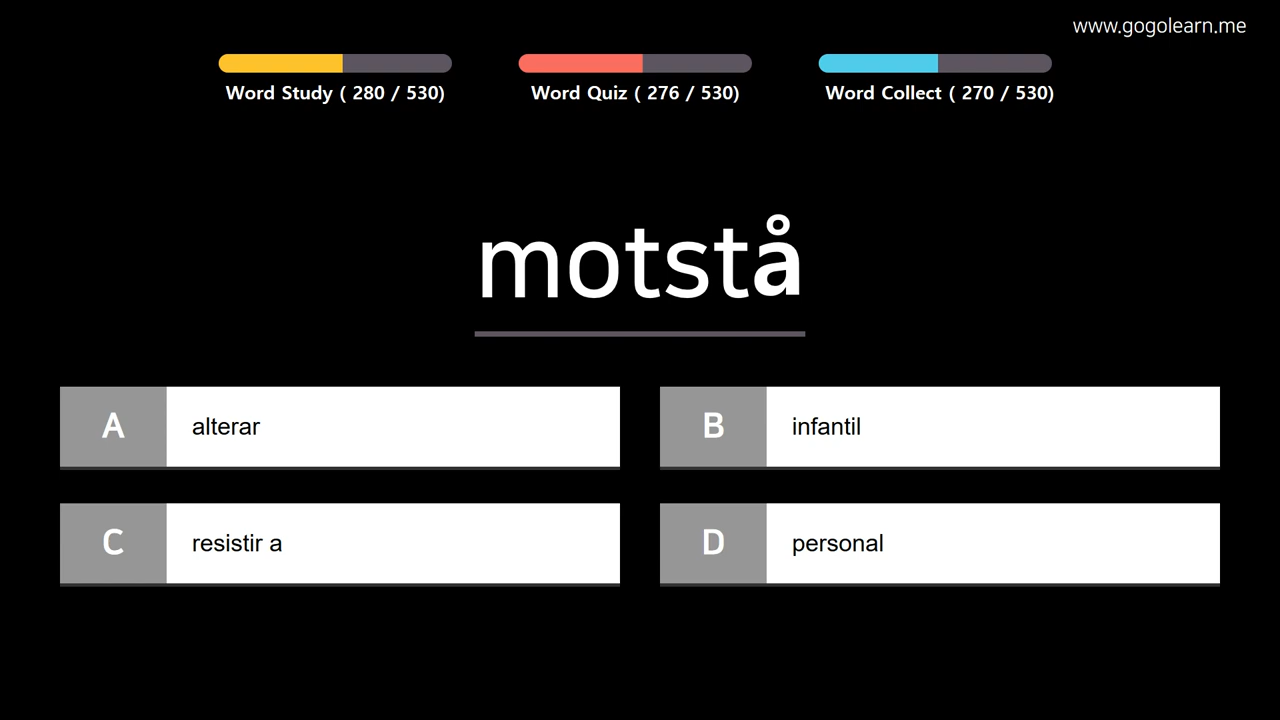 www.gogolearn.me
Word Study ( 280 / 530)
Word Quiz ( 276 / 530)
Word Collect ( 270 / 530)
motstå
A alterar
B infantil
C resistir a
D personal